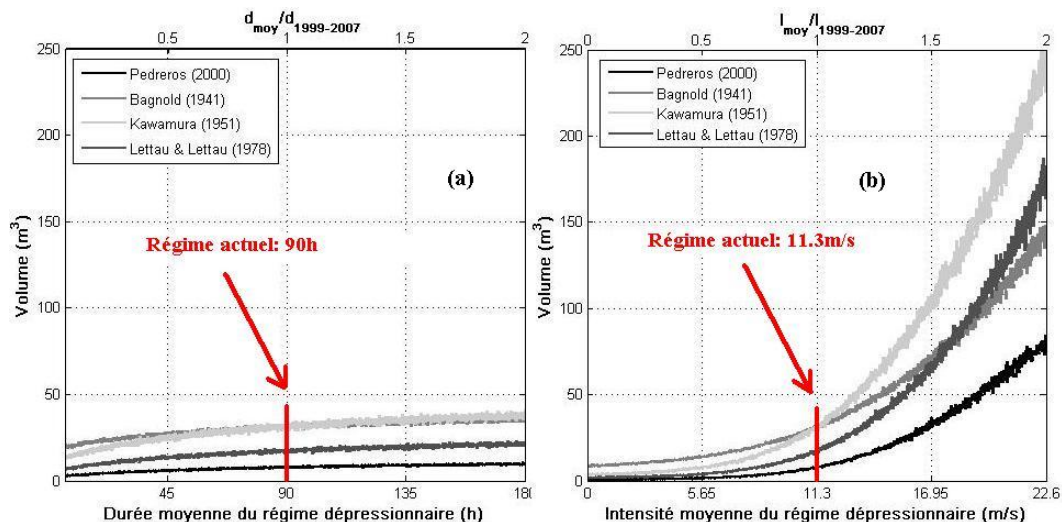 d_moy/d_1999-2007
0.5 1 1.5 2
250
200
150
100
50
0
Volume (m³)
Pedreros (2000)
Bagnold (1941)
Kawamura (1951)
Lettau & Lettau (1978)
(a)
Régime actuel: 90h
45 90 135 180
Durée moyenne du régime dépressionnaire (h)
I_moy/I_1999-2007
0 0.5 1 1.5 2
250
200
150
100
50
0
Volume (m³)
Pedreros (2000)
Bagnold (1941)
Kawamura (1951)
Lettau & Lettau (1978)
(b)
Régime actuel: 11.3m/s
0 5.65 11.3 16.95 22.6
Intensité moyenne du régime dépressionnaire (m/s)